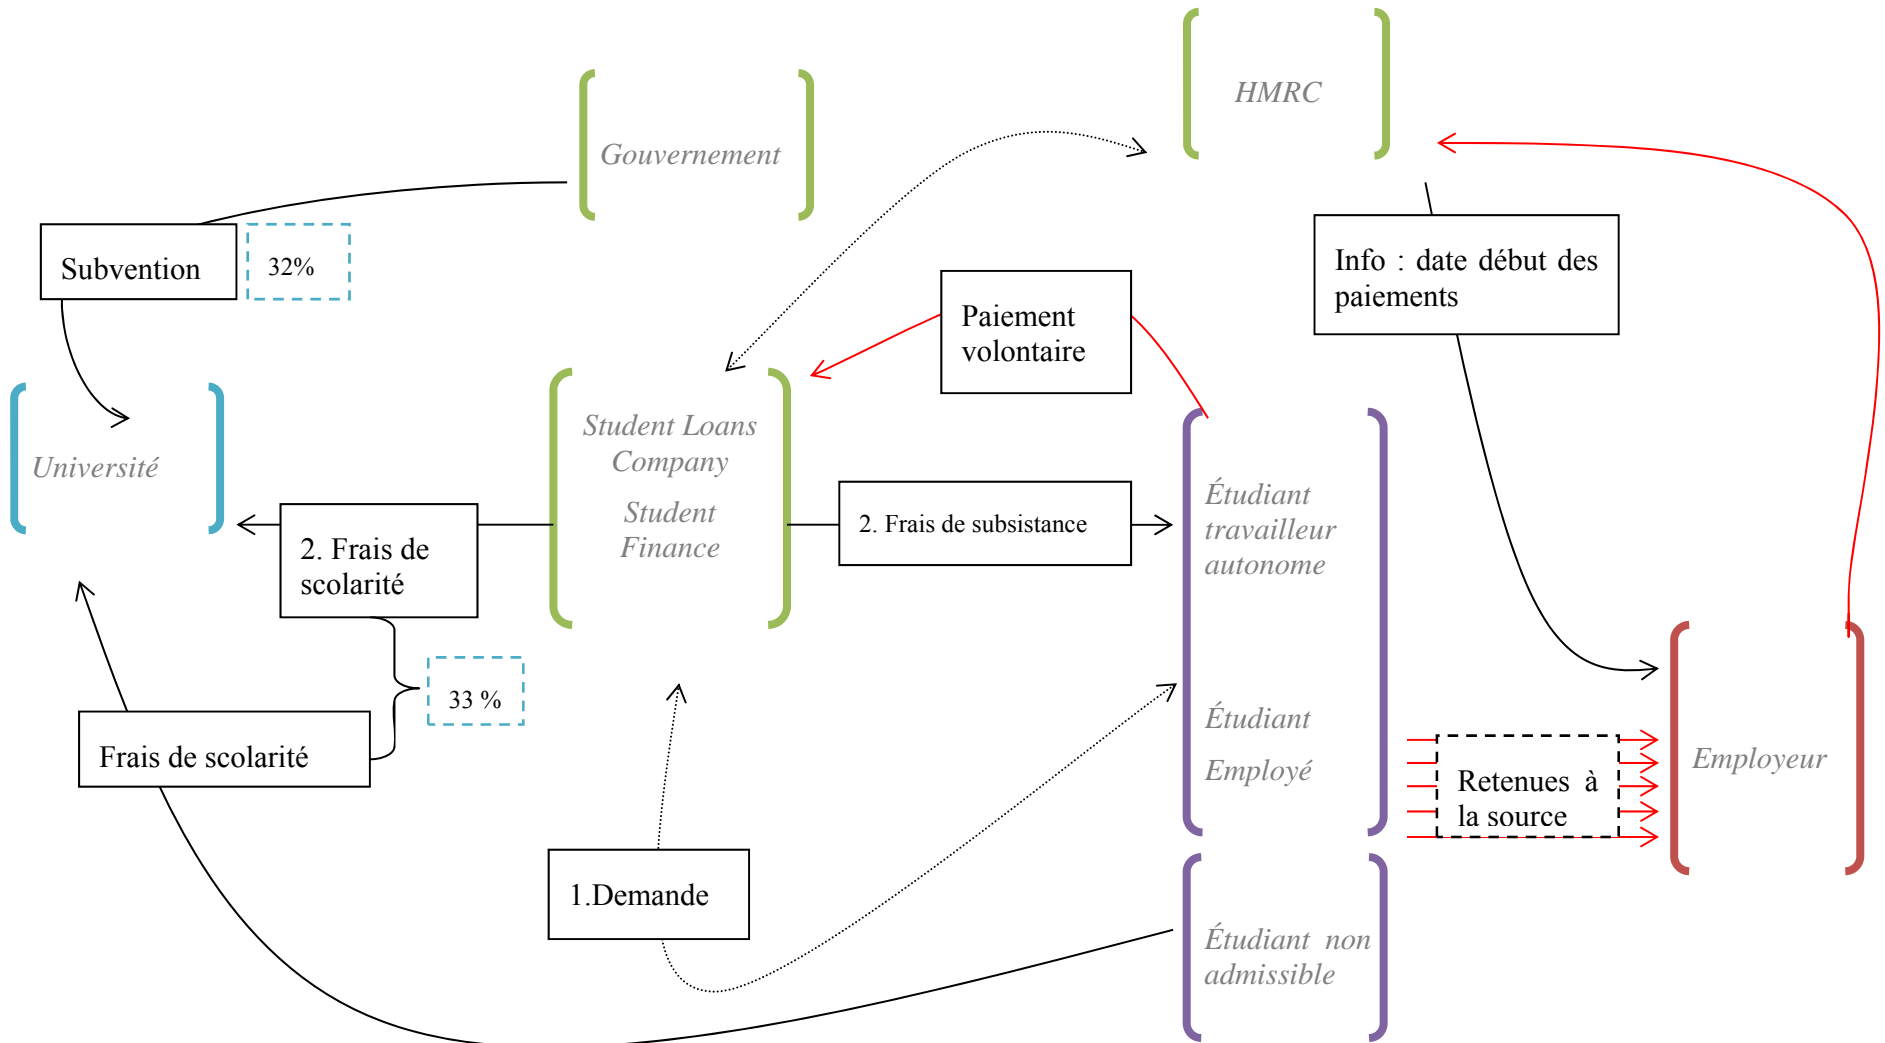 HMRC
Gouvernement
Subvention
32%
Info : date début des
paiements
Paiement
volontaire
Université
Student Loans
Company
Student
Finance
2. Frais de
scolarité
2. Frais de subsistance
Étudiant
travailleur
autonome
33 %
Frais de scolarité
Étudiant
Employé
Retenues à
la source
Employeur
1.Demande
Étudiant non
admissible